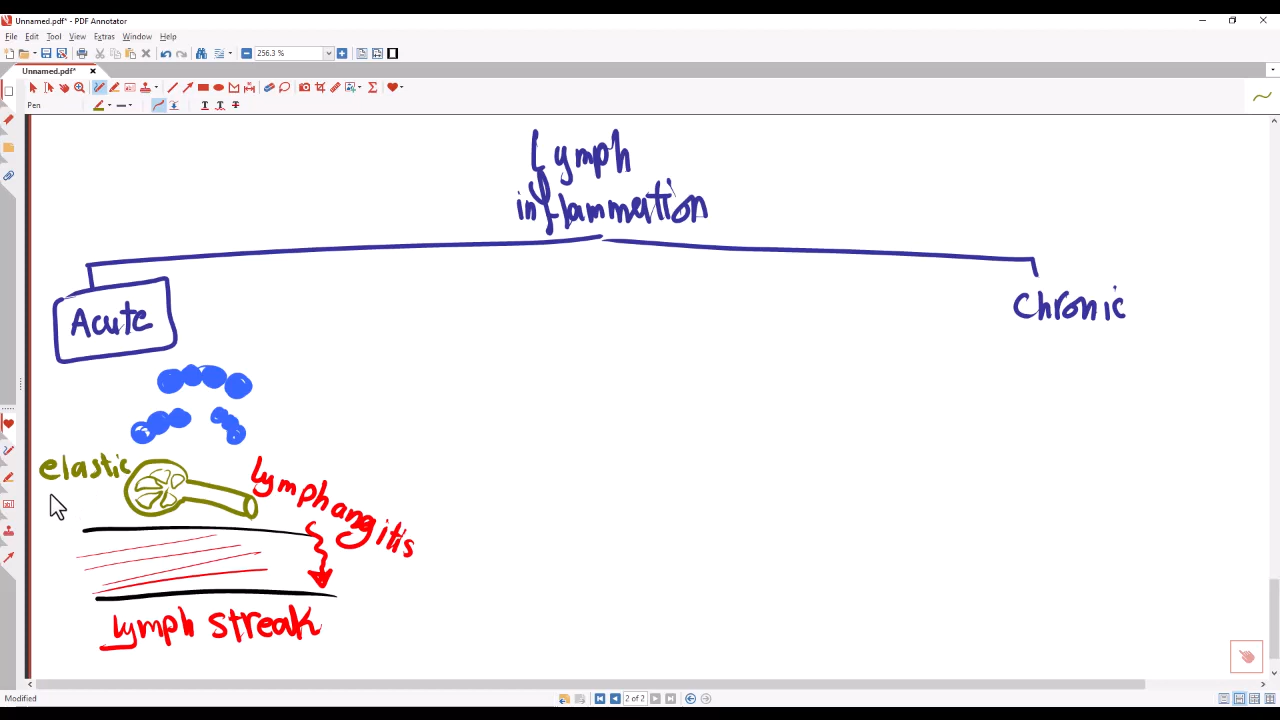 Unnamed.pdf* - PDF Annotator
File Edit Tool View Extras Window Help
256.3 %
Unnamed.pdf*
Pen
Lymph
inflammation
Acute
Chronic
elastic
lymphangitis
lymph streak
Modified
2 of 2